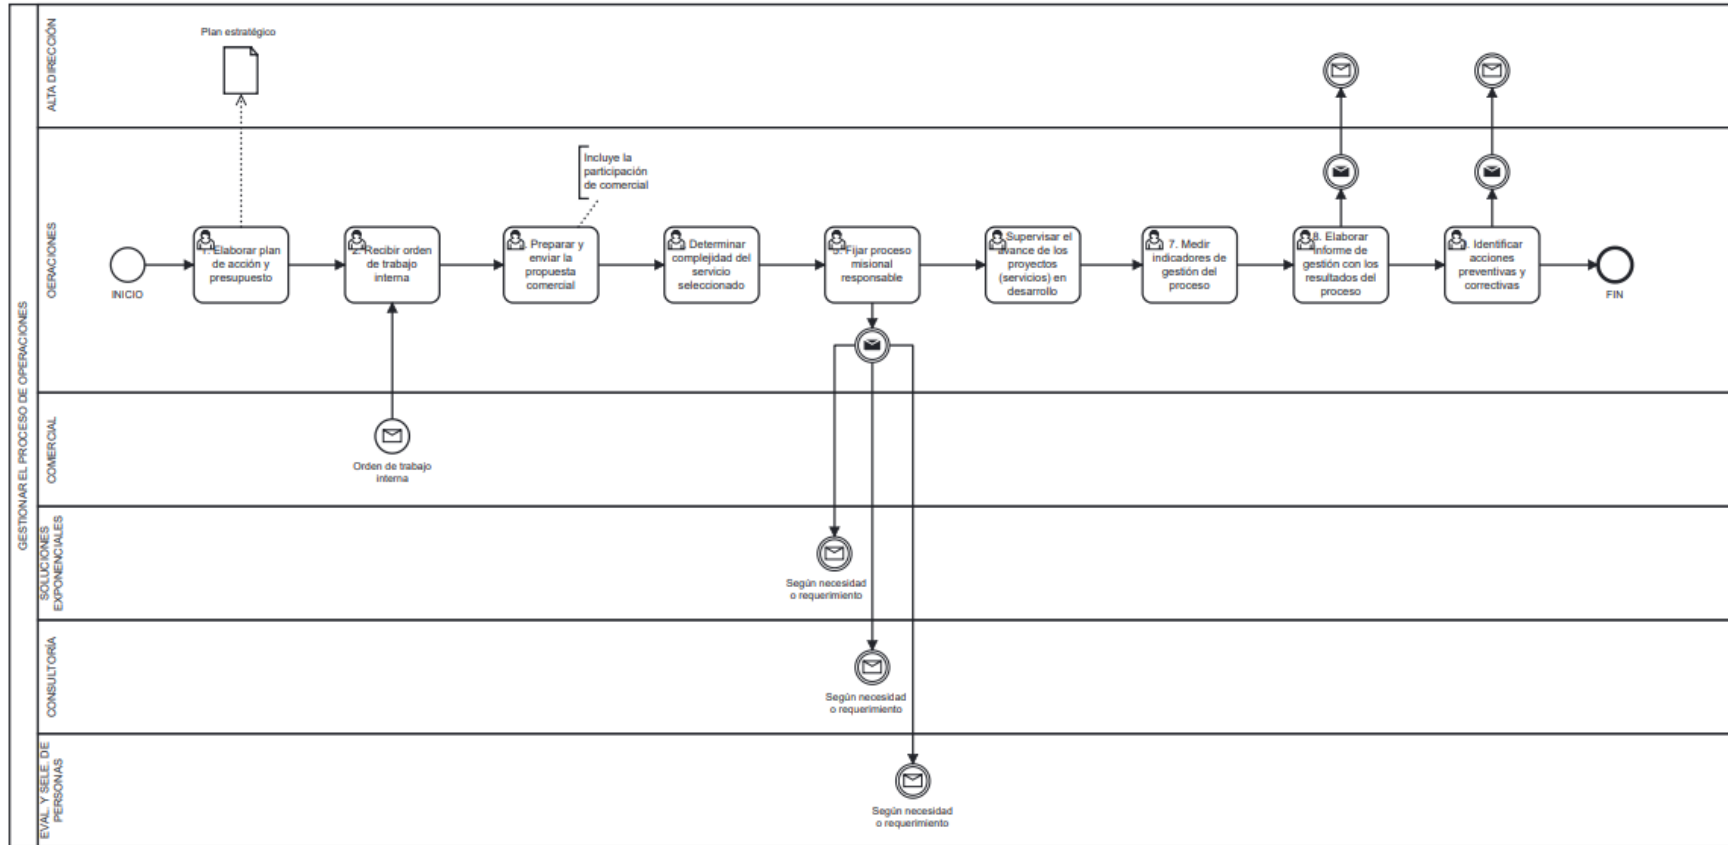 GESTIONAR EL PROCESO DE OPERACIONES
ALTA DIRECCIÓN
Plan estratégico
OERACIONES
INICIO
1. Elaborar plan
de acción y
presupuesto
2. Recibir orden
de trabajo
interna
Incluye la
participación
de comercial
Preparar y
enviar la
propuesta
comercial
Determinar
complejidad del
servicio
seleccionado
5. Fijar proceso
misional
responsable
Supervisar el
avance de los
proyectos
(servicios) en
desarrollo
7. Medir
indicadores de
gestión del
proceso
8. Elaborar
informe de
gestión con los
resultados del
proceso
Identificar
acciones
preventivas y
correctivas
FIN
COMERCIAL
Orden de trabajo
interna
SOLUCIONES
EXPONENCIALES
Según necesidad
o requerimiento
CONSULTORÍA
Según necesidad
o requerimiento
EVAL. Y SELE. DE
PERSONAS
Según necesidad
o requerimiento